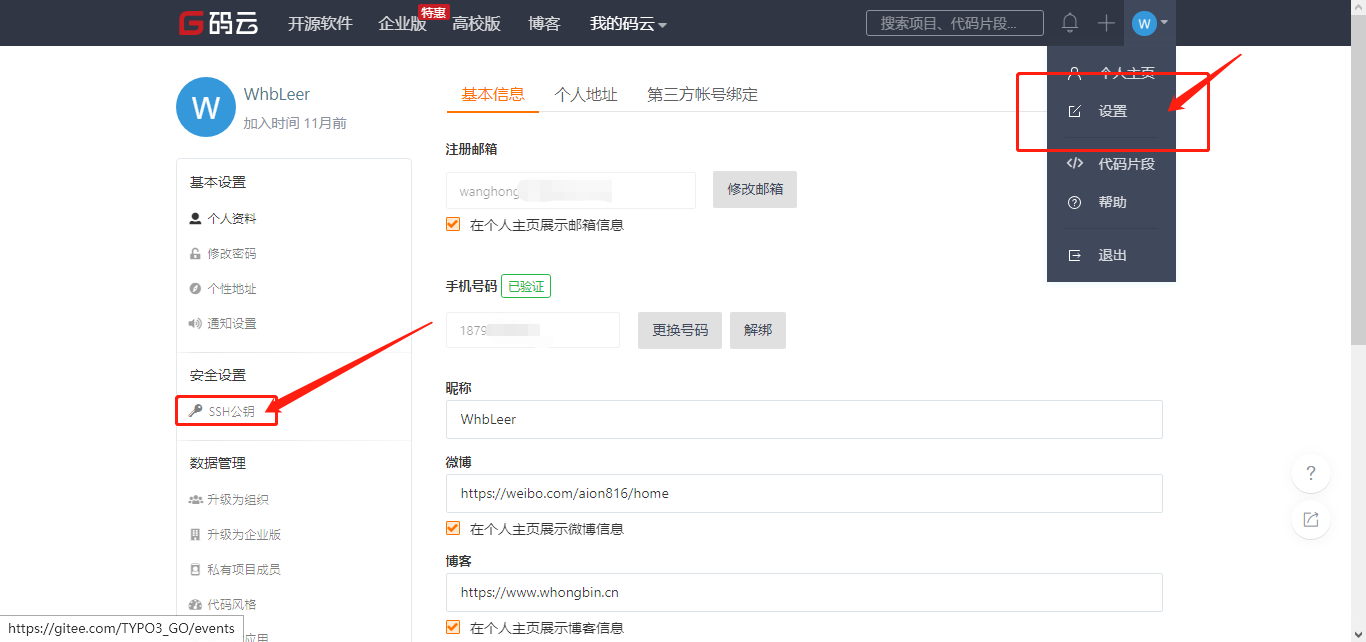 码云 开源软件 企业版 特惠 高校版 博客 我的码云 搜索项目、代码片段... W
个人主页
设置
代码片段
帮助
退出
W
WhbLeer
加入时间 11月前
基本设置
个人资料
修改密码
个性地址
通知设置
安全设置
SSH公钥
数据管理
升级为组织
升级为企业版
私有项目成员
代码风格
应用
基本信息 个人地址 第三方帐号绑定
注册邮箱
wanghong
修改邮箱
在个人主页展示邮箱信息
手机号码 已验证
1879
更换号码 解绑
昵称
WhbLeer
微博
https://weibo.com/aion816/home
在个人主页展示微博信息
博客
https://www.whongbin.cn
在个人主页展示博客信息
?
https://gitee.com/TYPO3_GO/events